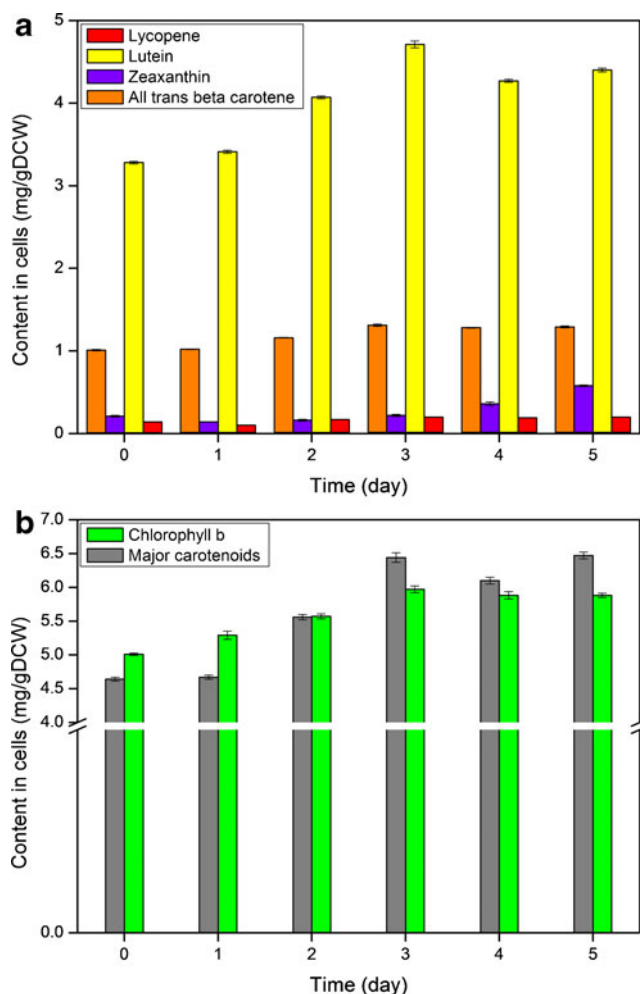 a
Lycopene
Lutein
Zeaxanthin
All trans beta carotene
5
4
3
2
1
0
Content in cells (mg/gDCW)
0 1 2 3 4 5
Time (day)
b
Chlorophyll b
Major carotenoids
7.0
6.5
6.0
5.5
5.0
4.5
4.0
0.0
Content in cells (mg/gDCW)
0 1 2 3 4 5
Time (day)